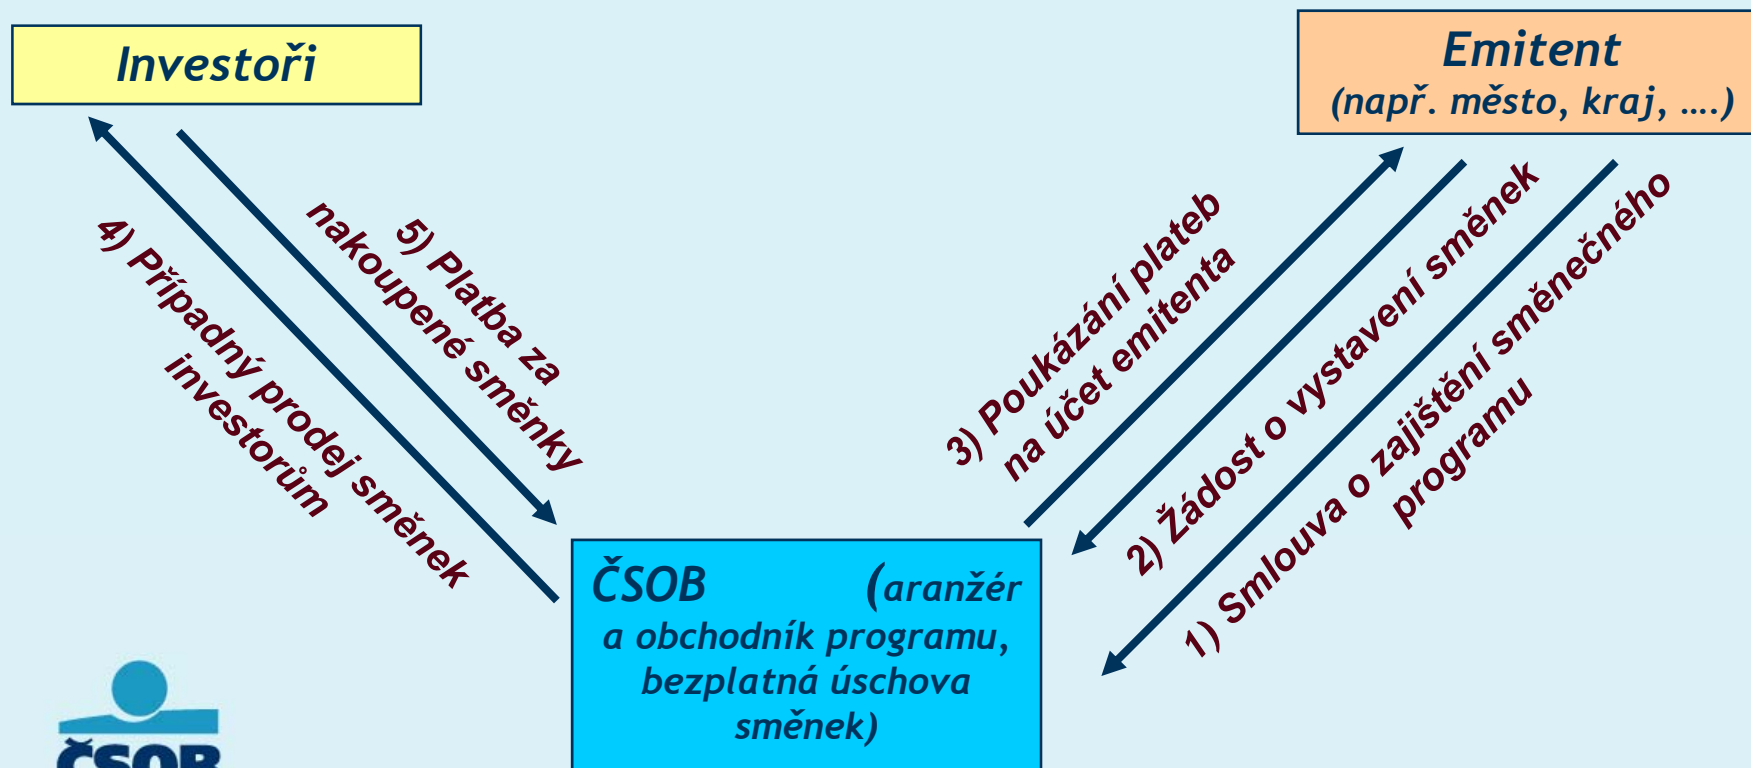 Investoři
Emitent
(např. město, kraj, ....)
4) Případný prodej směnek
investorům
5) Platba za
nakoupené směnky
3) Poukázání plateb
na účet emitenta
2) Žádost o vystavení směnek
1) Smlouva o zajištění směnečného
programu
ČSOB (aranžér
a obchodník programu,
bezplatná úschova
směnek)
ČSOB